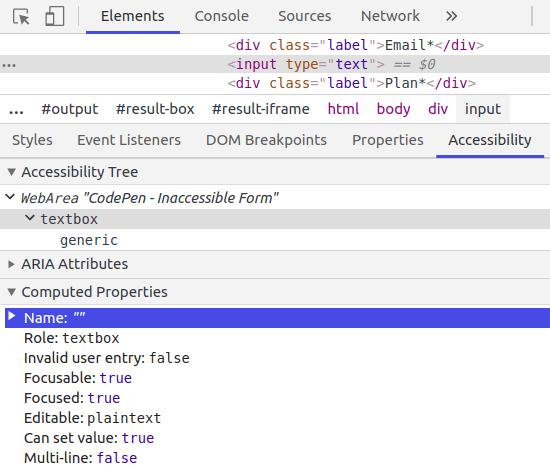 Elements Console Sources Network »
<div class="label">Email*</div>
... <input type="text"> == $0
<div class="label">Plan*</div>
... #output #result-box #result-iframe html body div input
Styles Event Listeners DOM Breakpoints Properties Accessibility
Accessibility Tree
WebArea "CodePen - Inaccessible Form"
textbox
generic
ARIA Attributes
Computed Properties
Name: ""
Role: textbox
Invalid user entry: false
Focusable: true
Focused: true
Editable: plaintext
Can set value: true
Multi-line: false